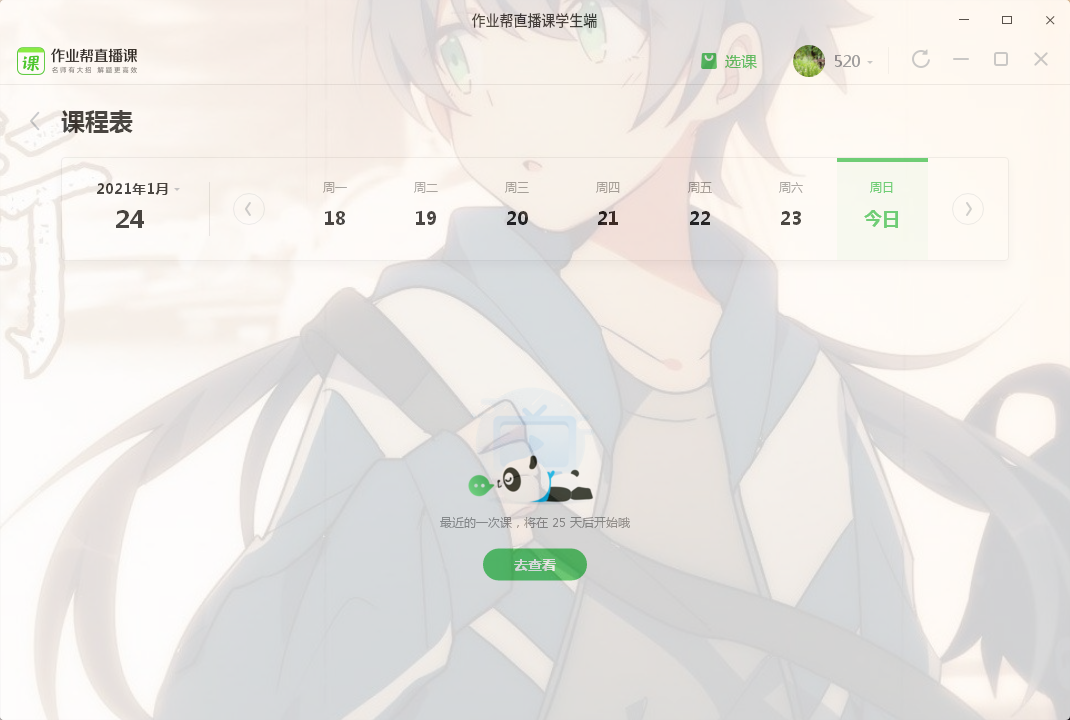 作业帮直播课学生端
课
作业帮直播课
名师有大招 解题更高效
选课
520
课程表
2021年1月
24
周一 周二 周三 周四 周五 周六 周日
18 19 20 21 22 23 今日
最近的一次课，将在 25 天后开始哦
去查看